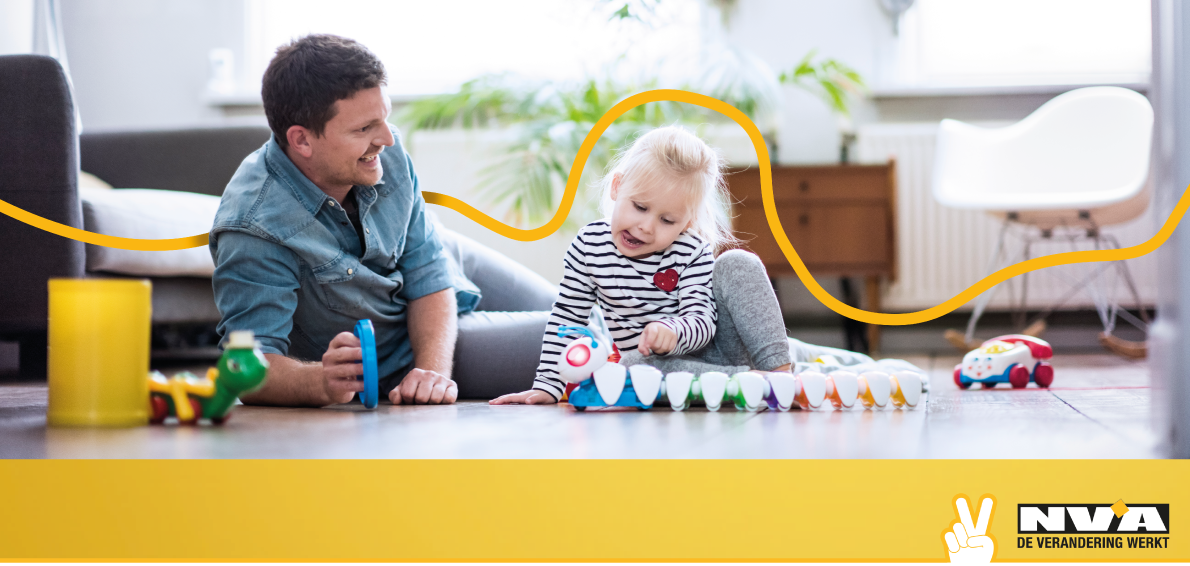 N-VA
DE VERANDERING WERKT